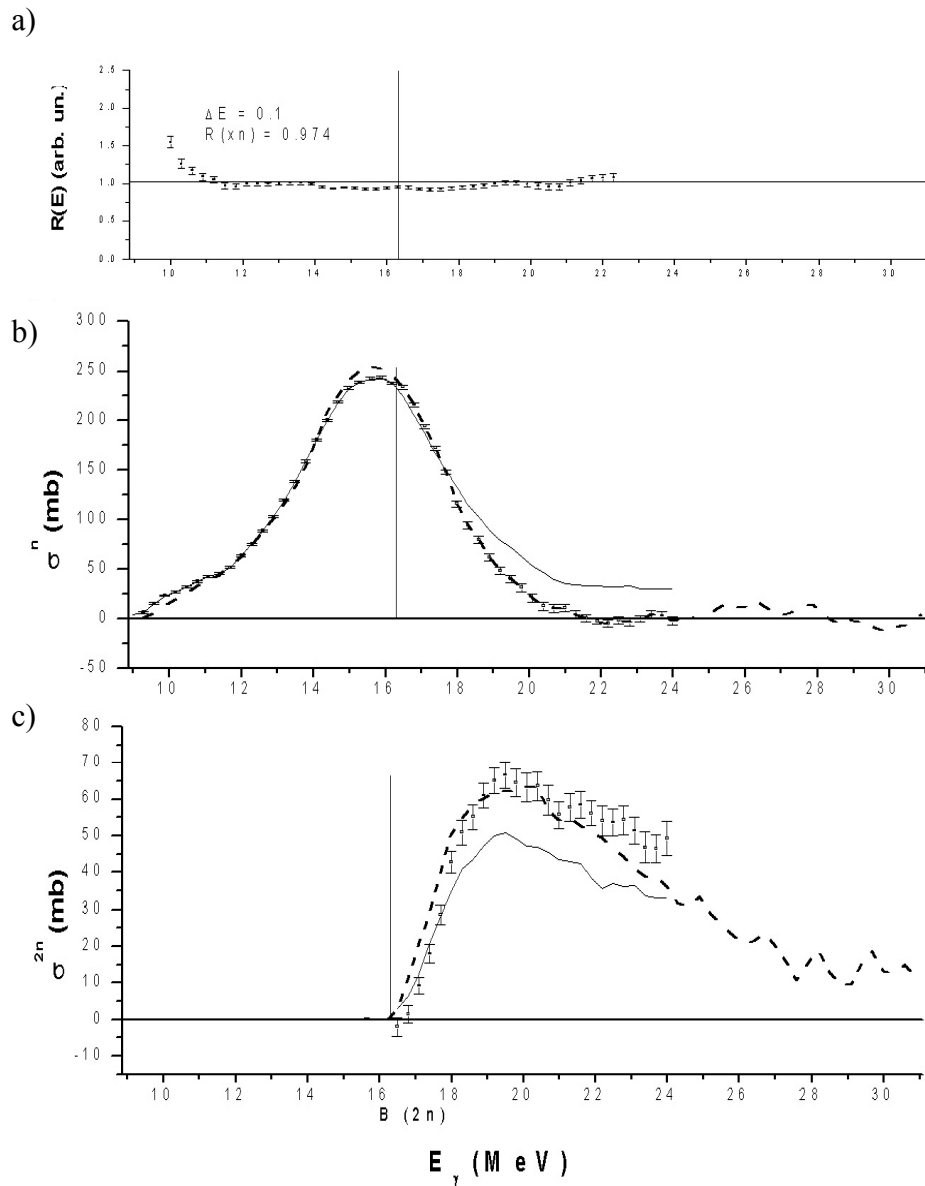 a)
R(E) (arb. un.)
2.5
2.0
1.5
1.0
0.5
0.0
Δ E = 0.1
R (xn) = 0.974
10 12 14 16 18 20 22 24 26 28 30
b)
σⁿ (mb)
300
250
200
150
100
50
0
-50
10 12 14 16 18 20 22 24 26 28 30
c)
σ²ⁿ (mb)
80
70
60
50
40
30
20
10
0
-10
10 12 14 16 18 20 22 24 26 28 30
B (2n)
E γ (MeV)